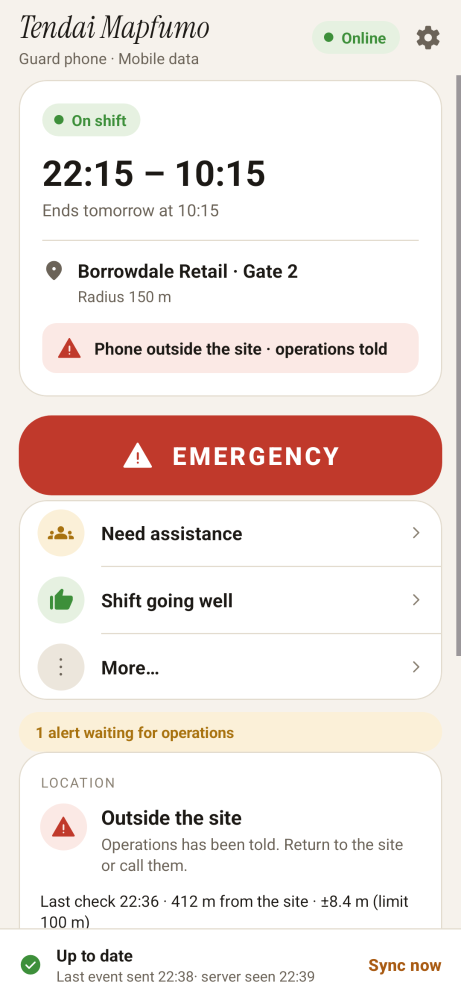 Tendai Mapfumo
Online
Guard phone · Mobile data
On shift
22:15 – 10:15
Ends tomorrow at 10:15
Borrowdale Retail · Gate 2
Radius 150 m
Phone outside the site · operations told
EMERGENCY
Need assistance
Shift going well
More...
1 alert waiting for operations
LOCATION
Outside the site
Operations has been told. Return to the site
or call them.
Last check 22:36 · 412 m from the site · ±8.4 m (limit
100 m)
Up to date
Last event sent 22:38· server seen 22:39
Sync now